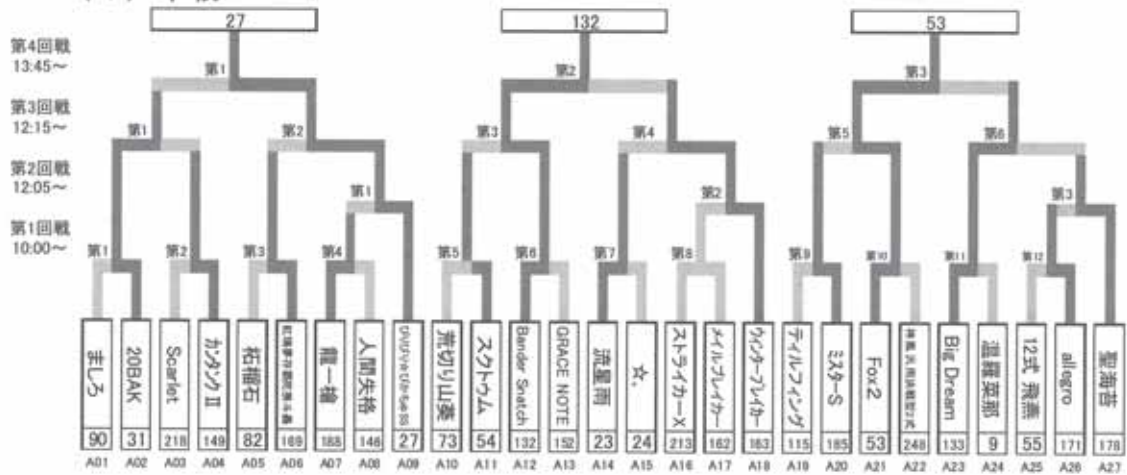 27
132
53
第4回戦
13:45～
第1
第2
第3
第3回戦
12:15～
第1
第2
第3
第4
第5
第6
第2回戦
12:05～
第1
第2
第3
第1回戦
10:00～
第1
第2
第3
第4
第5
第6
第7
第8
第9
第10
第11
第12
ましろ
20BAK
Scarlet
カンタンクⅡ
柘榴石
龍一槍
人間失格
荒切り山葵
スクトゥム
Bander Snatch
GRACE NOTE
流星雨
☆。
ストライカーX
メイルブレイカー
ウインターブレイカー
ティルフィング
ミスターS
Fox2
Big Dream
温羅菜那
12式 飛燕
allegro
聖海苔
90 31 218 149 82 169 188 146 27 73 54 132 152 23 24 213 162 163 115 185 53 248 133 9 55 171 178
A01 A02 A03 A04 A05 A06 A07 A08 A09 A10 A11 A12 A13 A14 A15 A16 A17 A18 A19 A20 A21 A22 A23 A24 A25 A26 A27